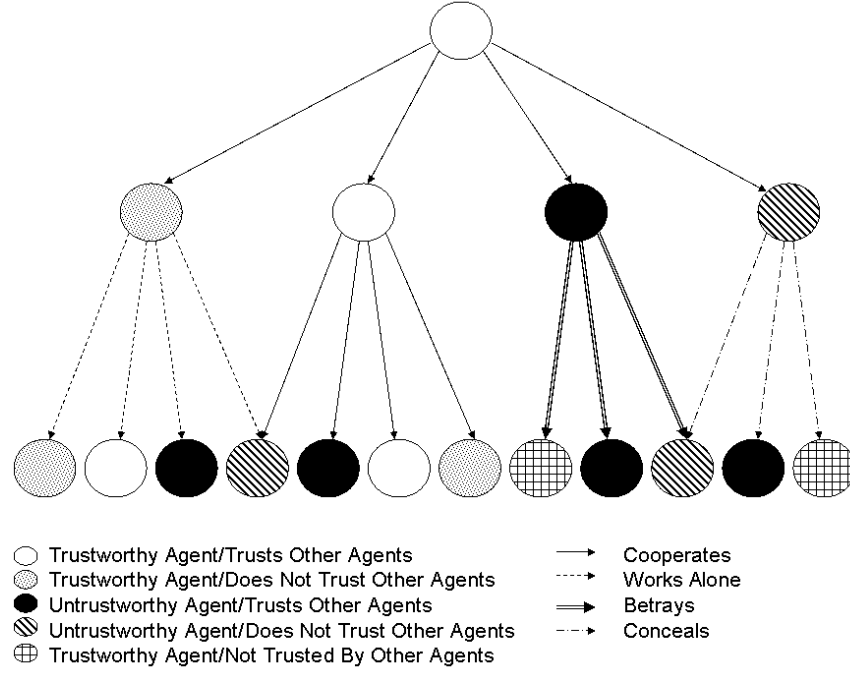 Trustworthy Agent/Trusts Other Agents
Trustworthy Agent/Does Not Trust Other Agents
Untrustworthy Agent/Trusts Other Agents
Untrustworthy Agent/Does Not Trust Other Agents
Trustworthy Agent/Not Trusted By Other Agents
Cooperates
Works Alone
Betrays
Conceals